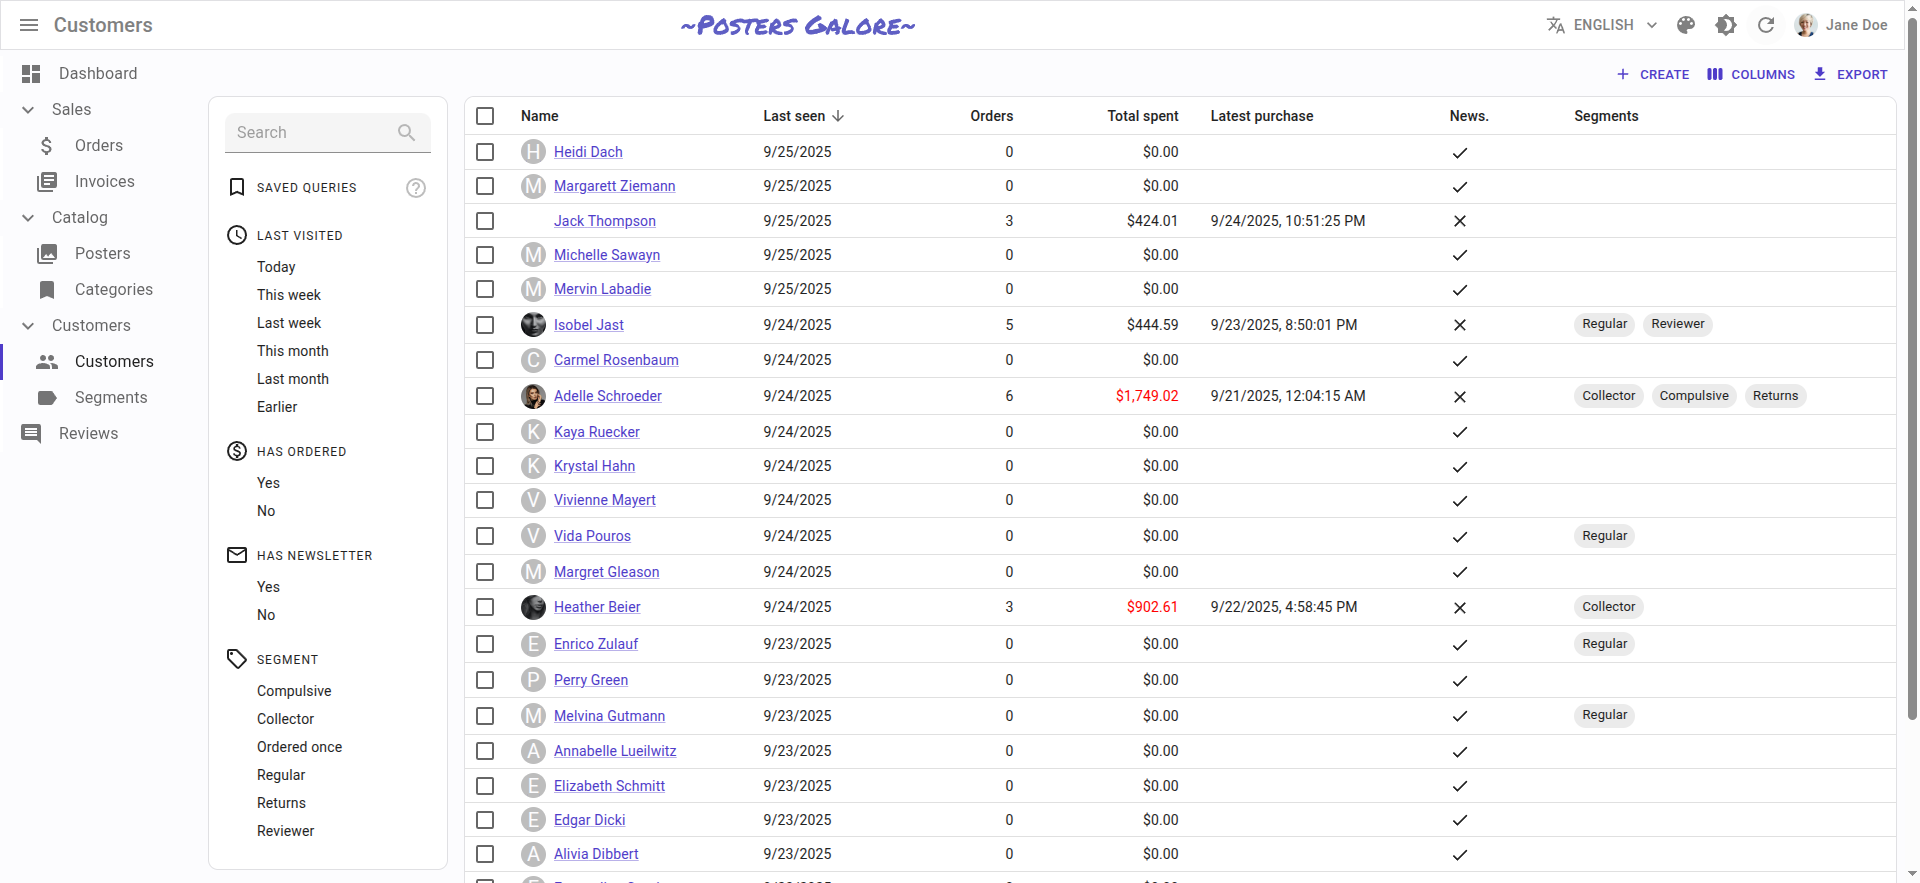 Customers
~Posters Galore~
ENGLISH
Jane Doe
Dashboard
Sales
Orders
Invoices
Catalog
Posters
Categories
Customers
Customers
Segments
Reviews
CREATE COLUMNS EXPORT
Search
SAVED QUERIES
LAST VISITED
Today
This week
Last week
This month
Last month
Earlier
HAS ORDERED
Yes
No
HAS NEWSLETTER
Yes
No
SEGMENT
Compulsive
Collector
Ordered once
Regular
Returns
Reviewer
Name Last seen Orders Total spent Latest purchase News. Segments
H Heidi Dach 9/25/2025 0 $0.00
M Margarett Ziemann 9/25/2025 0 $0.00
Jack Thompson 9/25/2025 3 $424.01 9/24/2025, 10:51:25 PM
M Michelle Sawayn 9/25/2025 0 $0.00
M Mervin Labadie 9/25/2025 0 $0.00
Isobel Jast 9/24/2025 5 $444.59 9/23/2025, 8:50:01 PM Regular Reviewer
C Carmel Rosenbaum 9/24/2025 0 $0.00
Adelle Schroeder 9/24/2025 6 $1,749.02 9/21/2025, 12:04:15 AM Collector Compulsive Returns
K Kaya Ruecker 9/24/2025 0 $0.00
K Krystal Hahn 9/24/2025 0 $0.00
V Vivienne Mayert 9/24/2025 0 $0.00
V Vida Pouros 9/24/2025 0 $0.00 Regular
M Margret Gleason 9/24/2025 0 $0.00
Heather Beier 9/24/2025 3 $902.61 9/22/2025, 4:58:45 PM Collector
E Enrico Zulauf 9/23/2025 0 $0.00 Regular
P Perry Green 9/23/2025 0 $0.00
M Melvina Gutmann 9/23/2025 0 $0.00 Regular
A Annabelle Lueilwitz 9/23/2025 0 $0.00
E Elizabeth Schmitt 9/23/2025 0 $0.00
E Edgar Dicki 9/23/2025 0 $0.00
A Alivia Dibbert 9/23/2025 0 $0.00